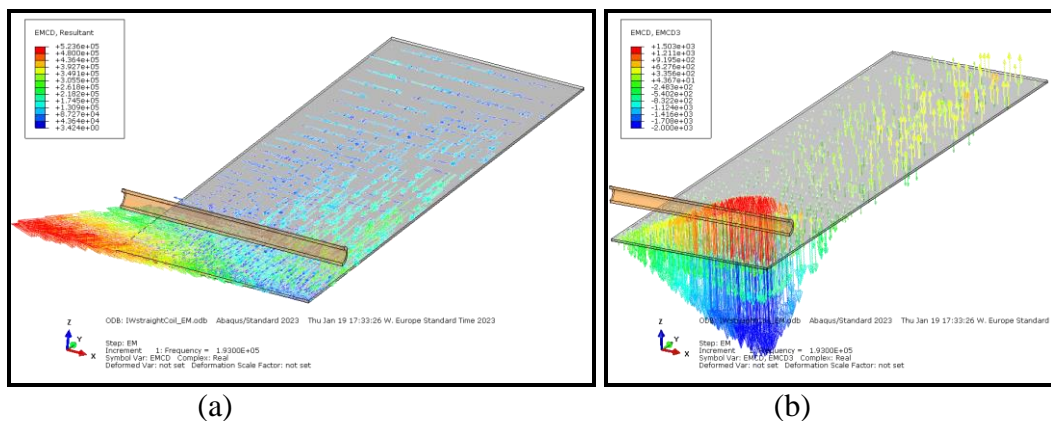 EMCD, Resultant
+5.236e+05
+4.800e+05
+4.364e+05
+3.927e+05
+3.491e+05
+3.055e+05
+2.618e+05
+2.182e+05
+1.745e+05
+1.309e+05
+8.727e+04
+4.364e+04
+3.424e+00
Z
Y
X
ODB: IWstraightCoil_EM.odb Abaqus/Standard 2023 Thu Jan 19 17:33:26 W. Europe Standard Time 2023
Step: EM
Increment 1: Frequency = 1.9300E+05
Symbol Var: EMCD Complex: Real
Deformed Var: not set Deformation Scale Factor: not set
(a)
EMCD, EMCD3
+1.503e+03
+1.211e+03
+9.195e+02
+6.276e+02
+3.356e+02
+4.367e+01
-2.483e+02
-5.402e+02
-8.322e+02
-1.124e+03
-1.416e+03
-1.708e+03
-2.000e+03
Z
Y
X
ODB: IWstraightC EM.odb Abaqus/Standard 2023 Thu Jan 19 17:33:26 W. Europe Standard
Step: EM
Increment Frequency = 1.9300E+05
Symbol Var: EMCD, EMCD3 Complex: Real
Deformed Var: not set Deformation Scale Factor: not set
(b)